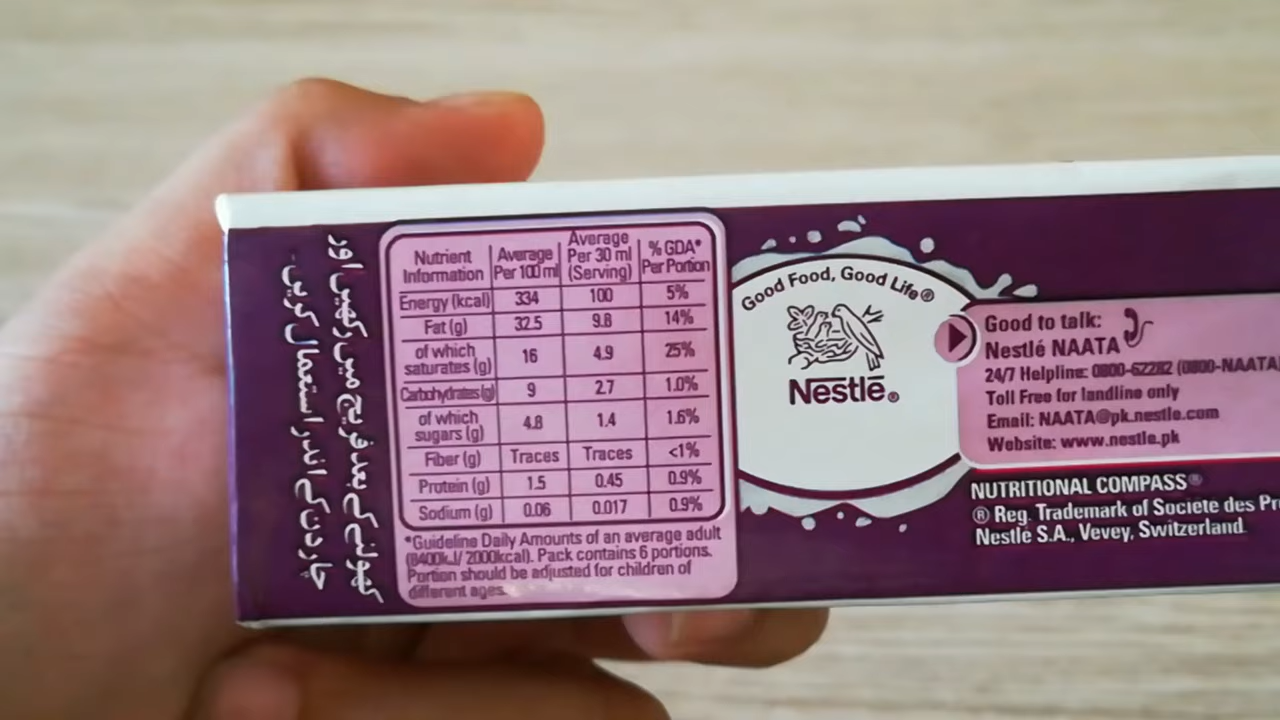 کھولنے کے بعد فریج میں رکھیں اور
چار دن کے اندر استعمال کریں۔
Nutrient Information | Average Per 100 ml | Average Per 30 ml (Serving) | % GDA* Per Portion
Energy (kcal) 334 100 5%
Fat (g) 32.5 9.8 14%
of which saturates (g) 16 4.9 25%
Carbohydrates (g) 9 2.7 1.0%
of which sugars (g) 4.8 1.4 1.6%
Fiber (g) Traces Traces <1%
Protein (g) 1.5 0.45 0.9%
Sodium (g) 0.06 0.017 0.9%
*Guideline Daily Amounts of an average adult
(8400kJ/ 2000kcal). Pack contains 6 portions.
Portion should be adjusted for children of
different ages.
Good Food, Good Life®
Nestlē®
Good to talk:
Nestlé NAATA
24/7 Helpline: 0800-62282 (0800-NAATA
Toll Free for landline only
Email: NAATA@pk.nestle.com
Website: www.nestle.pk
NUTRITIONAL COMPASS®
® Reg. Trademark of Societe des Pr
Nestlé S.A., Vevey, Switzerland.